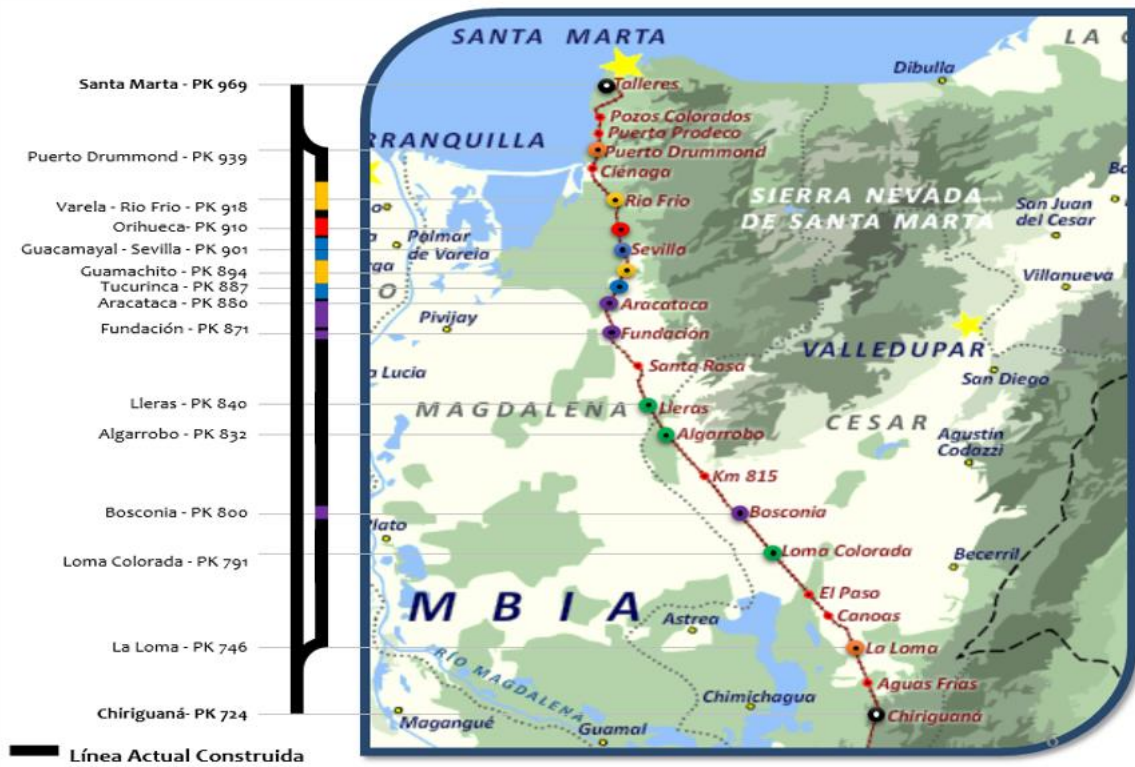 Santa Marta - PK 969
Puerto Drummond - PK 939
Varela - Rio Frio - PK 918
Orihueca- PK 910
Guacamayal - Sevilla - PK 901
Guamachito - PK 894
Tucurinca - PK 887
Aracataca - PK 880
Fundación - PK 871
Lleras - PK 840
Algarrobo - PK 832
Bosconia - PK 800
Loma Colorada - PK 791
La Loma - PK 746
Chiriguaná- PK 724
Línea Actual Construida
SANTA MARTA
LA
Dibulla
Talleres
Pozos Colorados
Puerto Prodeco
RRANQUILLA
Puerto Drummond
Ciénaga
SIERRA NEVADA
DE SANTA MARTA
Rio Frio
San Juan
del Cesar
Palmar
de Varela
Sevilla
Villanueva
O
Aracataca
Pivijay
Fundación
VALLEDUPAR
a Lucia
Santa Rosa
San Diego
MAGDALENA
Lleras
CESAR
Algarrobo
Agustín
Codazzi
Km 815
Bosconia
Plato
Loma Colorada
Becerril
El Paso
MBIA
Astrea
Canoas
La Loma
RÍO MAGDALENA
Aguas Frias
Chimichagua
Magangué
Chiriguaná
Guamal